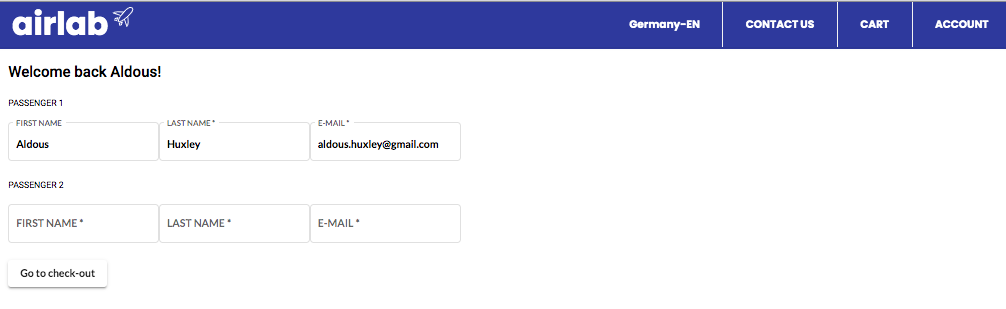 airlab
Germany-EN CONTACT US CART ACCOUNT
Welcome back Aldous!
PASSENGER 1
FIRST NAME LAST NAME * E-MAIL *
Aldous Huxley aldous.huxley@gmail.com
PASSENGER 2
FIRST NAME * LAST NAME * E-MAIL *
Go to check-out